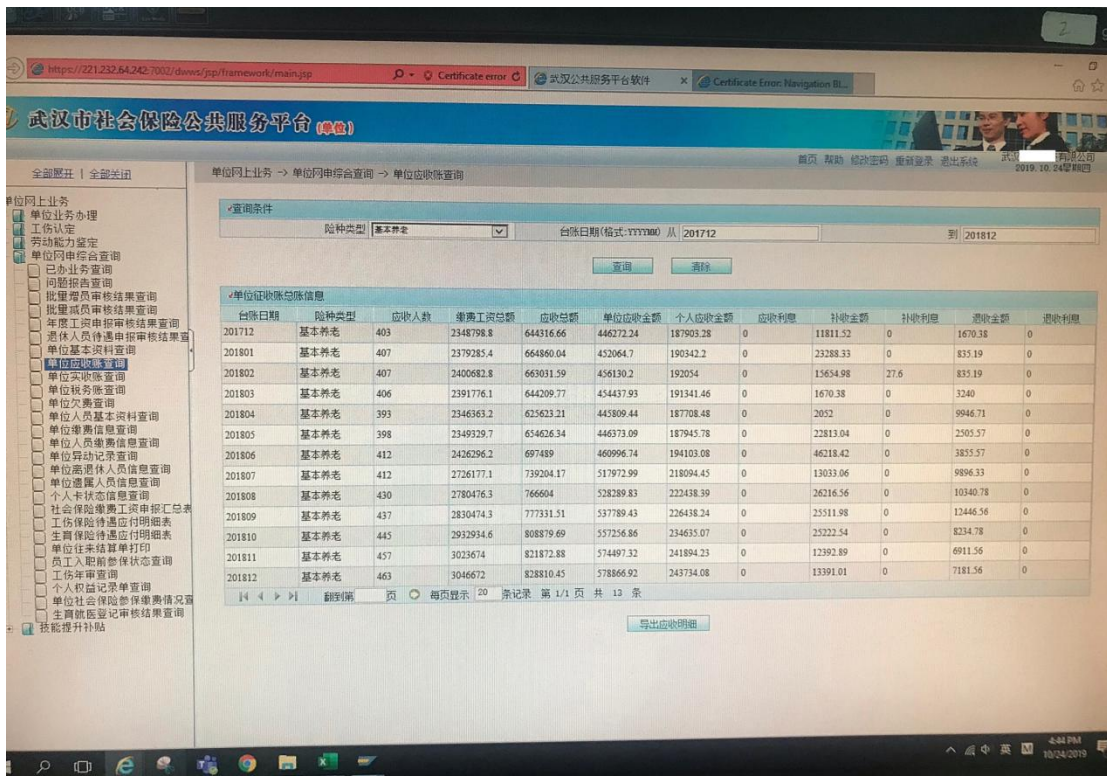 2
https://221.232.64.242:7002/dwws/jsp/framework/main.jsp
Certificate error
武汉公共服务平台软件
Certificate Error: Navigation Bl...
武汉市社会保险公共服务平台(单位)
首页 帮助 修改密码 重新登录 退出系统
武汉 有限公司
2019.10.24星期四
全部展开 | 全部关闭
单位网上业务 -> 单位网申综合查询 -> 单位应收账查询
单位网上业务
单位业务办理
工伤认定
劳动能力鉴定
单位网申综合查询
已办业务查询
问题报告查询
批量增员审核结果查询
批量减员审核结果查询
年度工资申报审核结果查询
退休人员待遇申报审核结果查
单位基本资料查询
单位应收账查询
单位实收账查询
单位税务账查询
单位欠费查询
单位人员基本资料查询
单位缴费信息查询
单位人员缴费信息查询
单位异动记录查询
单位离退休人员信息查询
单位遗属人员信息查询
个人卡状态信息查询
社会保险缴费工资申报汇总表
工伤保险待遇应付明细表
生育保险待遇应付明细表
单位往来结算单打印
员工入职前参保状态查询
工伤年审查询
个人权益记录单查询
单位社会保险参保缴费情况查
生育就医登记审核结果查询
技能提升补贴
查询条件
险种类型 基本养老 台账日期(格式:YYYYMM) 从 201712 到 201812
查询 清除
单位征收账总账信息
台账日期 险种类型 应收人数 缴费工资总额 应收总额 单位应收金额 个人应收金额 应收利息 补收金额 补收利息 退收金额 退收利息
201712 基本养老 403 2348798.8 644316.66 446272.24 187903.28 0 11811.52 0 1670.38 0
201801 基本养老 407 2379285.4 664860.04 452064.7 190342.2 0 23288.33 0 835.19 0
201802 基本养老 407 2400682.8 663031.59 456130.2 192054 0 15654.98 27.6 835.19 0
201803 基本养老 406 2391776.1 644209.77 454437.93 191341.46 0 1670.38 0 3240 0
201804 基本养老 393 2346363.2 625623.21 445809.44 187708.48 0 2052 0 9946.71 0
201805 基本养老 398 2349329.7 654626.34 446373.09 187945.78 0 22813.04 0 2505.57 0
201806 基本养老 412 2426296.2 697489 460996.74 194103.08 0 46218.42 0 3855.57 0
201807 基本养老 412 2726177.1 739204.17 517972.99 218094.45 0 13033.06 0 9896.33 0
201808 基本养老 430 2780476.3 766604 528289.83 222438.39 0 26216.56 0 10340.78 0
201809 基本养老 437 2830474.3 777331.51 537789.43 226438.24 0 25511.98 0 12446.56 0
201810 基本养老 445 2932934.6 808879.69 557256.86 234635.07 0 25222.54 0 8234.78 0
201811 基本养老 457 3023674 821872.88 574497.32 241894.23 0 12392.89 0 6911.56 0
201812 基本养老 463 3046672 828810.45 578866.92 243734.08 0 13391.01 0 7181.56 0
翻到第 页 每页显示 20 条记录 第 1/1 页 共 13 条
导出应收明细
英 M 4:44 PM
10/24/2019